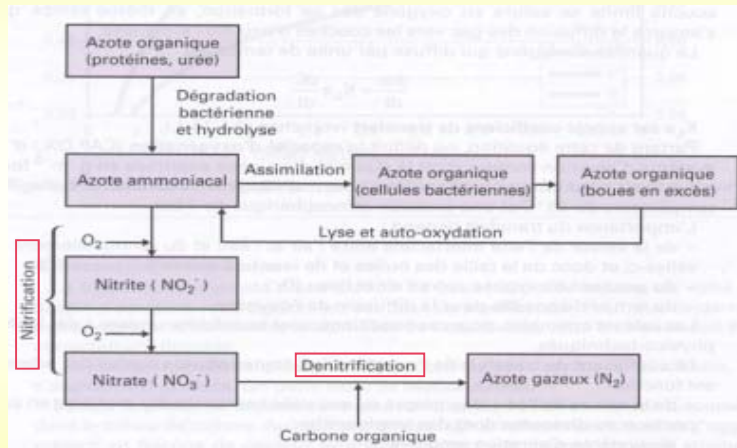 Azote organique
(protéines, urée)
Dégradation
bactérienne
et hydrolyse
Azote ammoniacal
Assimilation
Azote organique
(cellules bactériennes)
Azote organique
(boues en excès)
Lyse et auto-oxydation
O₂
Nitrification
Nitrite (NO₂⁻)
O₂
Nitrate (NO₃⁻)
Denitrification
Azote gazeux (N₂)
Carbone organique